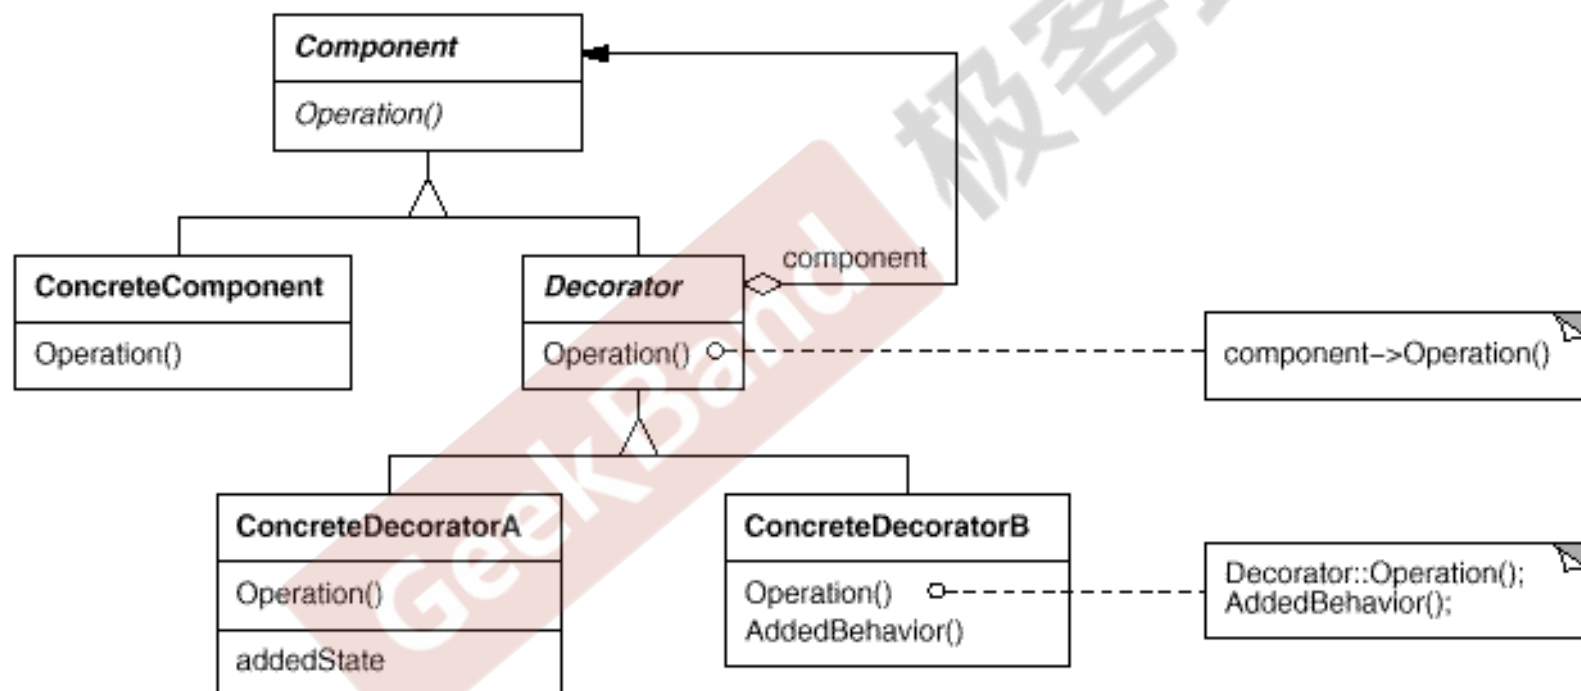 Component
Operation()
极客
component
ConcreteComponent
Decorator
Operation()
Operation()
component->Operation()
GeekBand
ConcreteDecoratorA
ConcreteDecoratorB
Operation()
Operation()
AddedBehavior()
Decorator::Operation();
AddedBehavior();
addedState